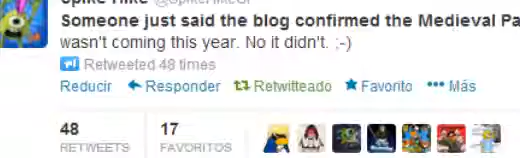 Someone just said the blog confirmed the Medieval Pa
wasn't coming this year. No it didn't. ;-)
Retweeted 48 times
Reducir Responder Retwitteado Favorito Más
48 17
RETWEETS FAVORITOS